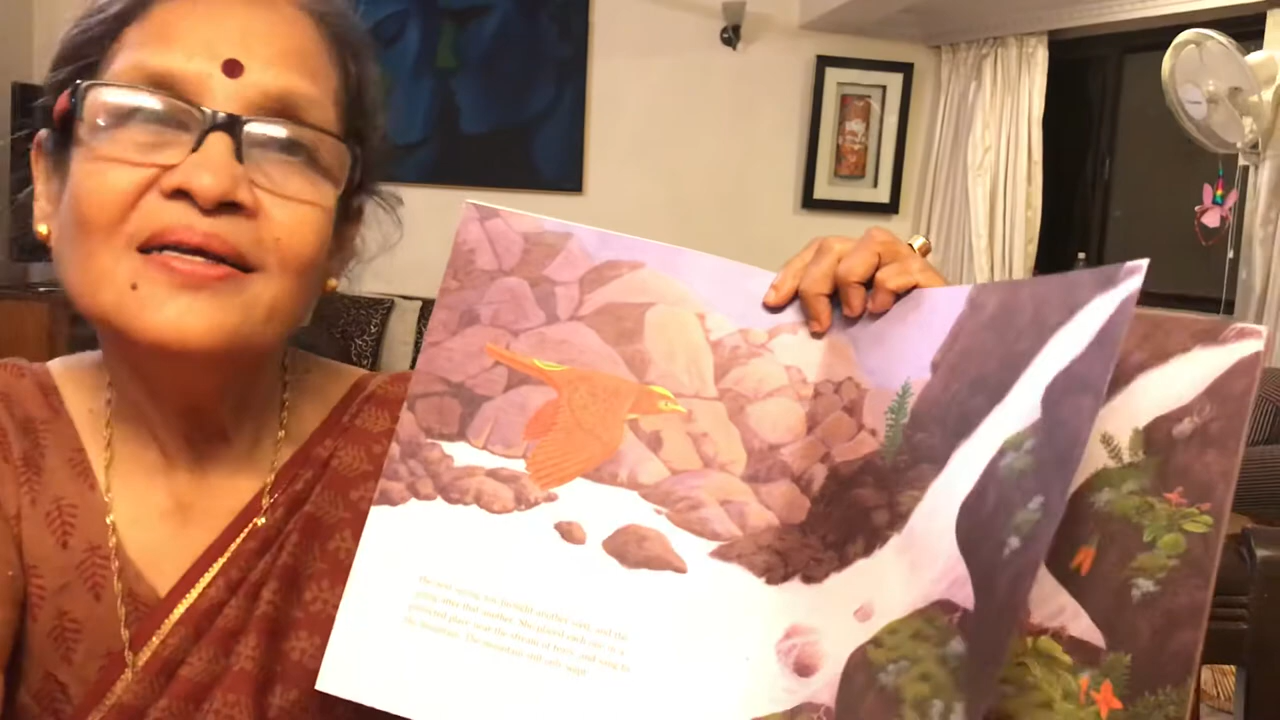 The next spring, Joy brought another seed, and the
spring after that another. She placed each one in a
protected place near the stream of tears, and sang to
the mountain. The mountain still only wept.